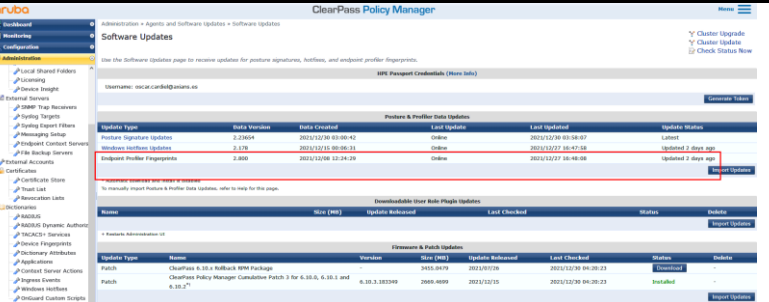 aruba
ClearPass Policy Manager
Menu
Dashboard
Monitoring
Configuration
Administration
Local Shared Folders
Licensing
Device Insight
External Servers
SNMP Trap Receivers
Syslog Targets
Syslog Export Filters
Messaging Setup
Endpoint Context Servers
File Backup Servers
External Accounts
Certificates
Certificate Store
Trust List
Revocation Lists
Dictionaries
RADIUS
RADIUS Dynamic Authoriz
TACACS+ Services
Device Fingerprints
Dictionary Attributes
Applications
Context Server Actions
Ingress Events
Windows Hotfixes
OnGuard Custom Scripts
Administration » Agents and Software Updates » Software Updates
Software Updates
Cluster Upgrade
Cluster Update
Check Status Now
Use the Software Updates page to receive updates for posture signatures, hotfixes, and endpoint profiler fingerprints.
HPE Passport Credentials (More Info)
Username: oscar.cardiel@axians.es
Generate Token
Posture & Profiler Data Updates
Update Type Data Version Data Created Last Update Last Updated Update Status
Posture Signature Updates 2.23654 2021/12/30 03:00:42 Online 2021/12/30 03:58:07 Latest
Windows Hotfixes Updates 2.178 2021/12/15 00:06:31 Online 2021/12/27 16:47:58 Updated 2 days ago
Endpoint Profiler Fingerprints 2.800 2021/12/08 12:24:29 Online 2021/12/27 16:48:08 Updated 2 days ago
Import Updates
To manually import Posture & Profiler Data Updates, refer to Help for this page.
Downloadable User Role Plugin Updates
Name Size (MB) Update Released Last Checked Status Delete
Import Updates
Firmware & Patch Updates
Update Type Name Version Size (MB) Update Released Last Checked Status Delete
Patch ClearPass 6.10.x Rollback RPM Package - 3455.0479 2021/07/26 2021/12/30 04:20:23 Download -
Patch ClearPass Policy Manager Cumulative Patch 3 for 6.10.0, 6.10.1 and 6.10.2 6.10.3.183349 2669.4699 2021/12/15 2021/12/30 04:20:23 Installed -
Import Updates